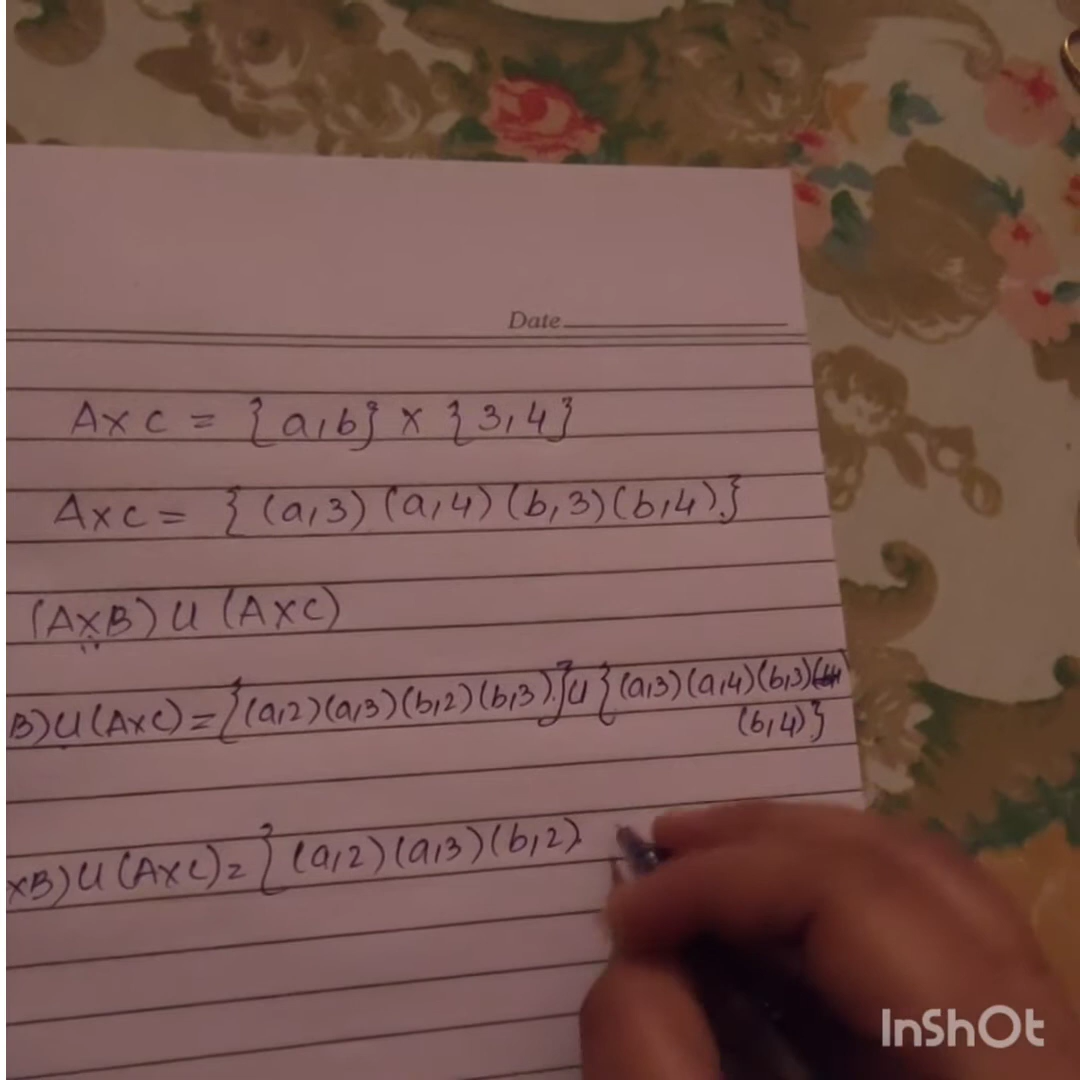 Date
A × C = {a,b} × {3,4}
A×C = {(a,3) (a,4) (b,3) (b,4)}
(A×B) U (A×C)
B) U (A×C) = {(a,2) (a,3) (b,2) (b,3)} U {(a,3) (a,4) (b,3)
(b,4)}
×B) U (A×C) = {(a,2) (a,3) (b,2)
InShOt